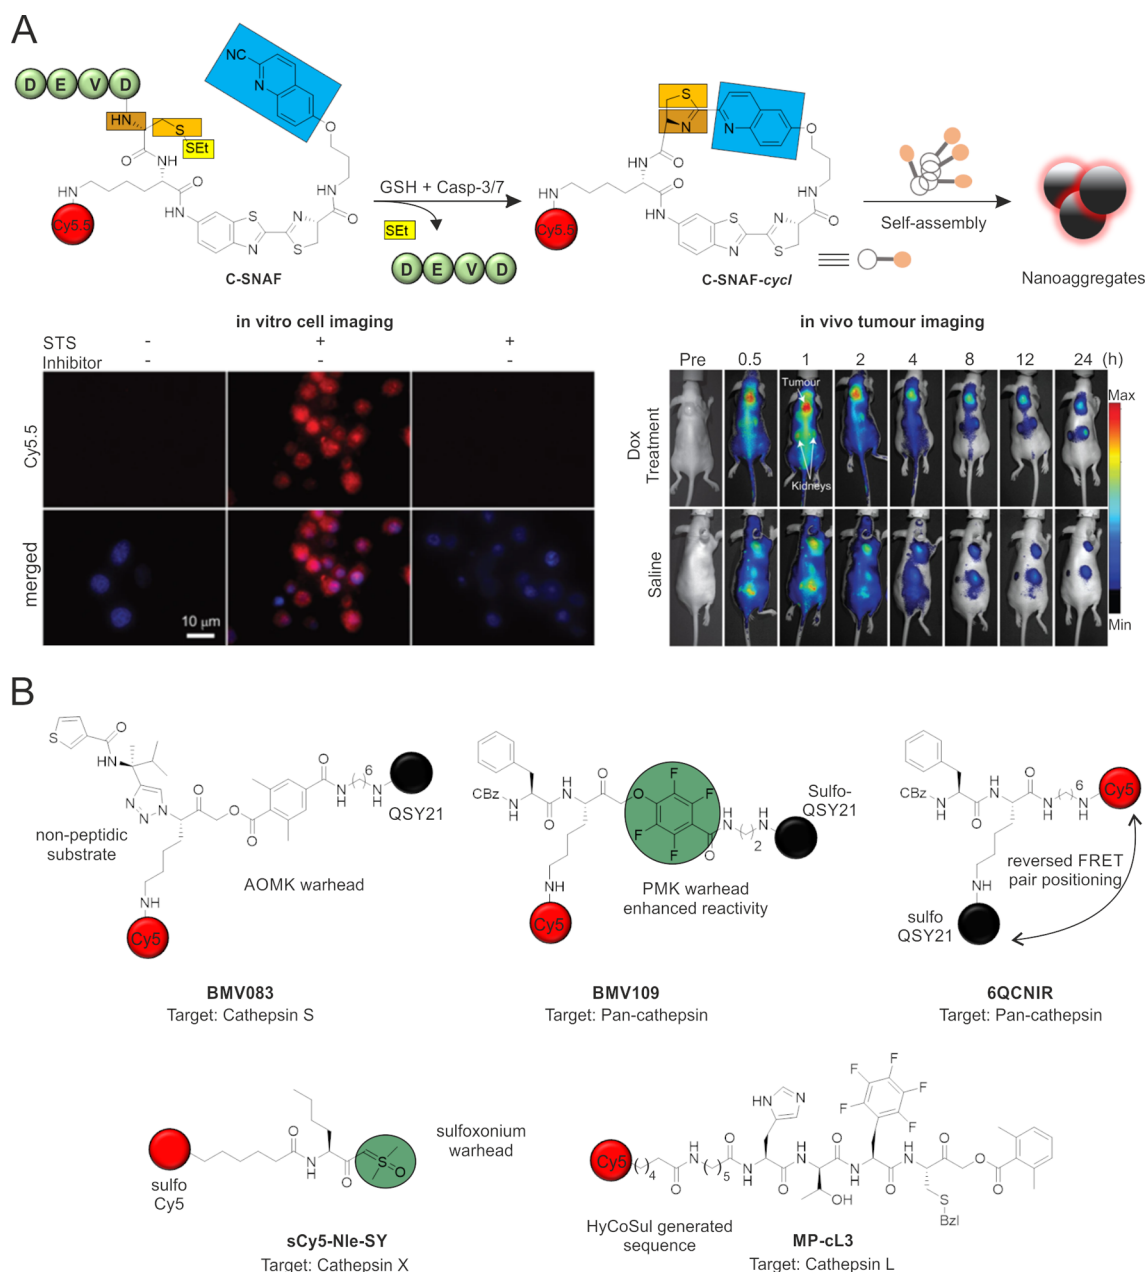 A
D E V D
NC
N
HN
S
SEt
O
O
NH
NH
O
HN
NH
O
Cy5.5
S
N
N
S
C-SNAF
GSH + Casp-3/7
SEt
D E V D
S
N
N
O
O
NH
NH
O
HN
NH
O
Cy5.5
S
N
N
S
C-SNAF-cycl
Self-assembly
Nanoaggregates
in vitro cell imaging
STS - + +
Inhibitor - - -
Cy5.5
merged
10 μm
in vivo tumour imaging
Pre 0.5 1 2 4 8 12 24 (h)
Dox
Treatment
Saline
Tumour
Kidneys
Max
Min
B
S
O
HN
N
N
N
O
O
O
O
N
H
6
H
N
QSY21
non-peptidic
substrate
AOMK warhead
NH
Cy5
BMV083
Target: Cathepsin S
CBz
N
H
O
H
N
O
O
F
F
F
F
O
H
N
2
H
N
Sulfo-
QSY21
PMK warhead
enhanced reactivity
NH
Cy5
BMV109
Target: Pan-cathepsin
CBz
N
H
O
H
N
O
N
H
6
N
H
Cy5
reversed FRET
pair positioning
NH
sulfo
QSY21
6QCNIR
Target: Pan-cathepsin
sulfo
Cy5
O
N
H
O
S
O
sulfoxonium
warhead
sCy5-Nle-SY
Target: Cathepsin X
Cy5
4
O
N
H
5
O
N
H
HN
N
O
H
N
OH
O
N
H
F
F
F
F
F
O
H
N
O
S
Bzl
O
O
HyCoSul generated
sequence
MP-cL3
Target: Cathepsin L